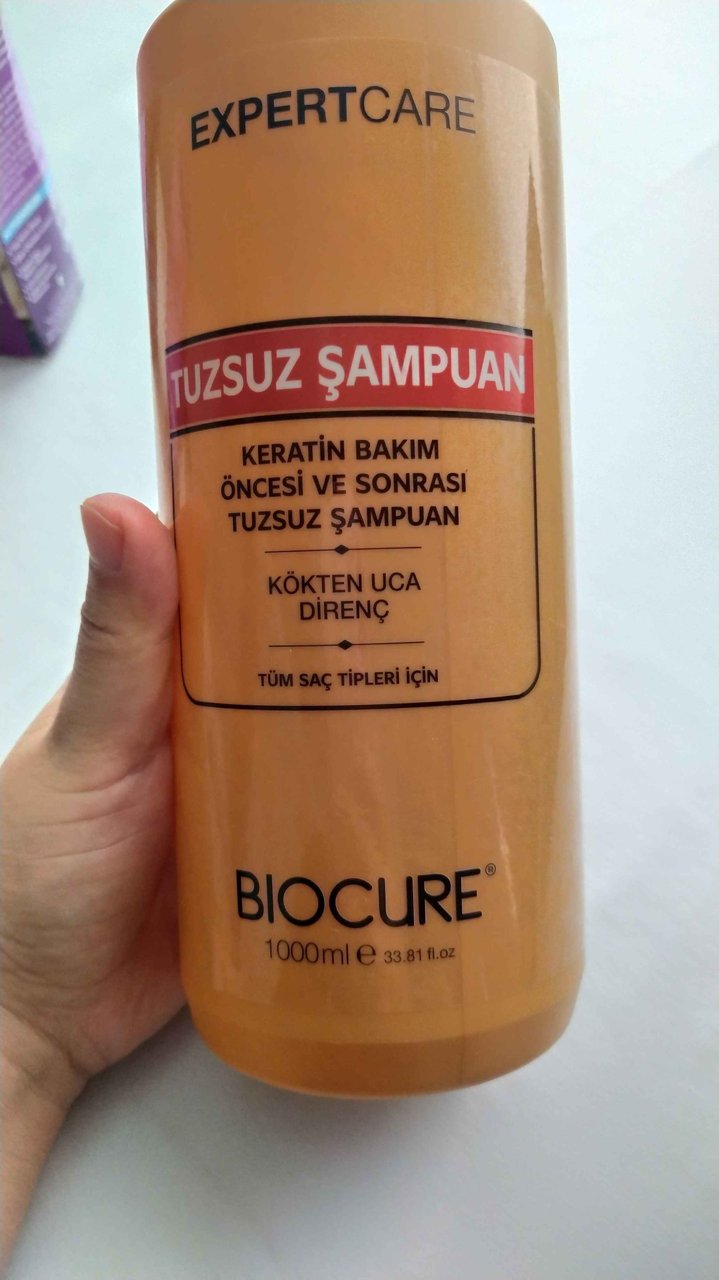 EXPERTCARE
TUZSUZ ŞAMPUAN
KERATİN BAKIM
ÖNCESİ VE SONRASI
TUZSUZ ŞAMPUAN
KÖKTEN UCA
DİRENÇ
TÜM SAÇ TİPLERİ İÇİN
BIOCURE®
1000ml ℮ 33.81 fl.oz